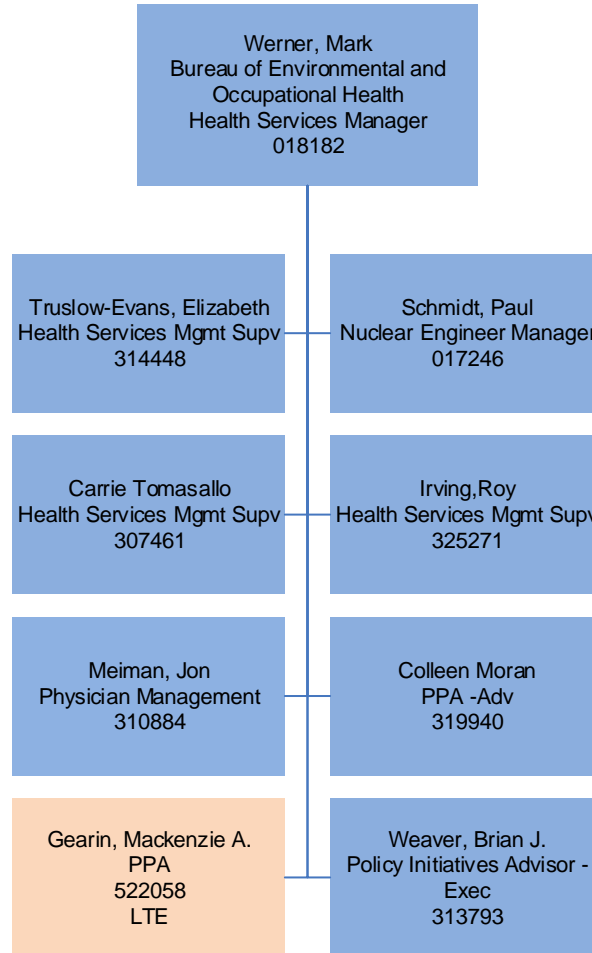 Werner, Mark
Bureau of Environmental and
Occupational Health
Health Services Manager
018182
Truslow-Evans, Elizabeth
Health Services Mgmt Supv
314448
Schmidt, Paul
Nuclear Engineer Manager
017246
Carrie Tomasallo
Health Services Mgmt Supv
307461
Irving,Roy
Health Services Mgmt Supv
325271
Meiman, Jon
Physician Management
310884
Colleen Moran
PPA -Adv
319940
Gearin, Mackenzie A.
PPA
522058
LTE
Weaver, Brian J.
Policy Initiatives Advisor -
Exec
313793